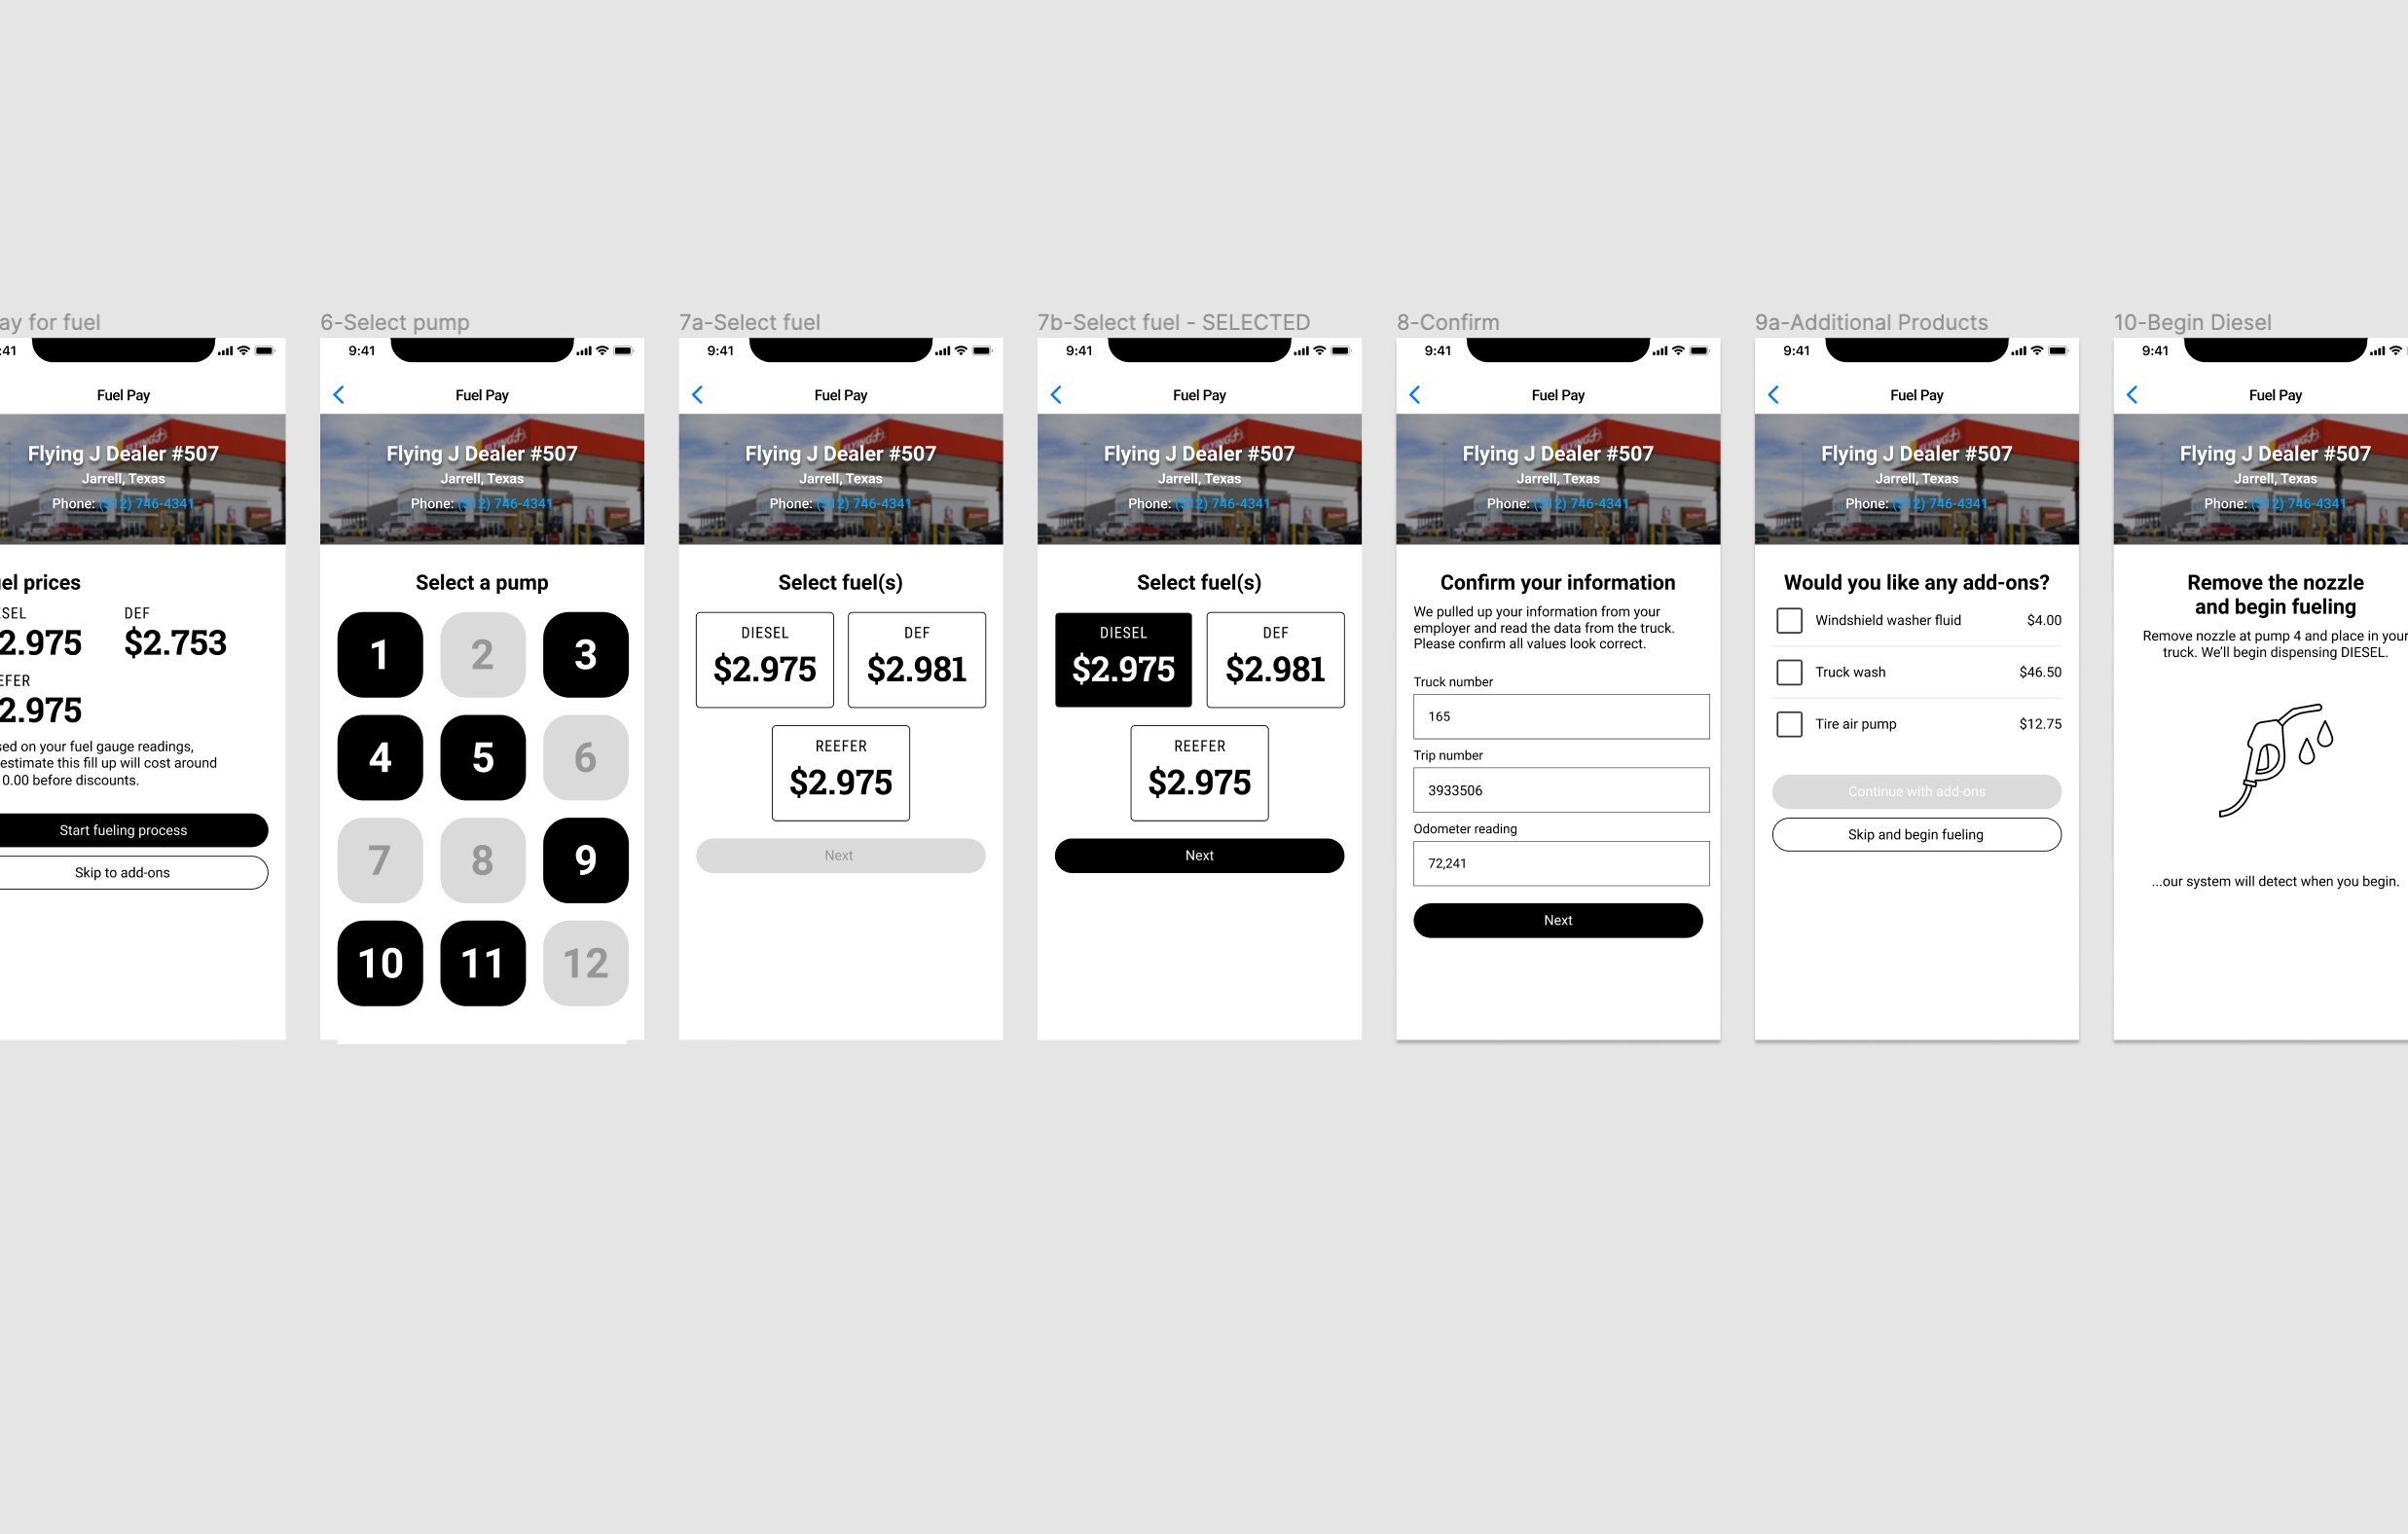 ay for fuel
:41
Fuel Pay
Flying J Dealer #507
Jarrell, Texas
Phone: (512) 746-4341
el prices
SEL
DEF
2.975
$2.753
EFER
2.975
sed on your fuel gauge readings,
estimate this fill up will cost around
0.00 before discounts.
Start fueling process
Skip to add-ons
6-Select pump
9:41
Fuel Pay
FLYING J
Flying J Dealer #507
Jarrell, Texas
Phone: (512) 746-4341
Select a pump
1 2 3
4 5 6
7 8 9
10 11 12
7a-Select fuel
9:41
Fuel Pay
FLYING J
Flying J Dealer #507
Jarrell, Texas
Phone: (512) 746-4341
Select fuel(s)
DIESEL
$2.975
DEF
$2.981
REEFER
$2.975
Next
7b-Select fuel - SELECTED
9:41
Fuel Pay
FLYING J
Flying J Dealer #507
Jarrell, Texas
Phone: (512) 746-4341
Select fuel(s)
DIESEL
$2.975
DEF
$2.981
REEFER
$2.975
Next
8-Confirm
9:41
Fuel Pay
FLYING J
Flying J Dealer #507
Jarrell, Texas
Phone: (512) 746-4341
Confirm your information
We pulled up your information from your
employer and read the data from the truck.
Please confirm all values look correct.
Truck number
165
Trip number
3933506
Odometer reading
72,241
Next
9a-Additional Products
9:41
Fuel Pay
FLYING J
Flying J Dealer #507
Jarrell, Texas
Phone: (512) 746-4341
Would you like any add-ons?
Windshield washer fluid $4.00
Truck wash $46.50
Tire air pump $12.75
Continue with add-ons
Skip and begin fueling
10-Begin Diesel
9:41
Fuel Pay
FLYING J
Flying J Dealer #507
Jarrell, Texas
Phone: (512) 746-4341
Remove the nozzle
and begin fueling
Remove nozzle at pump 4 and place in your
truck. We'll begin dispensing DIESEL.
...our system will detect when you begin.